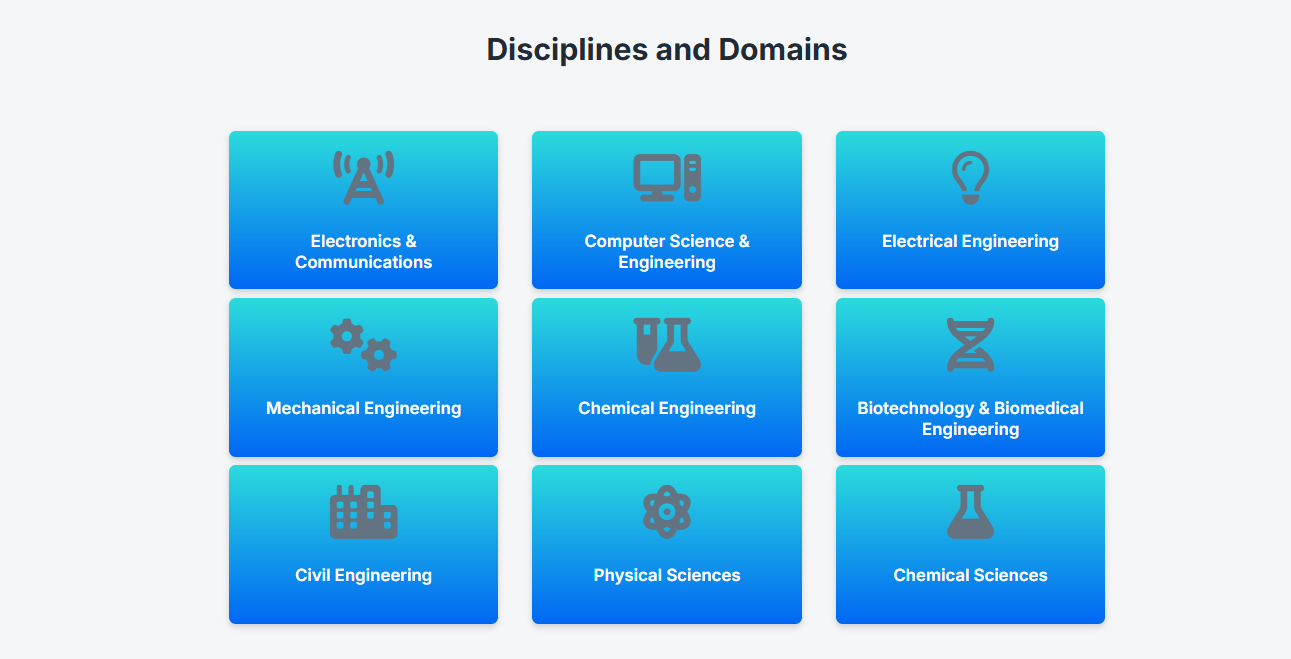 Disciplines and Domains
Electronics &
Communications
Computer Science &
Engineering
Electrical Engineering
Mechanical Engineering
Chemical Engineering
Biotechnology & Biomedical
Engineering
Civil Engineering
Physical Sciences
Chemical Sciences